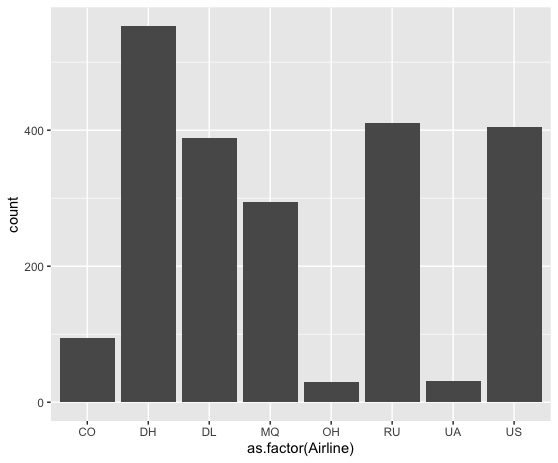 count
400
200
0
CO DH DL MQ OH RU UA US
as.factor(Airline)